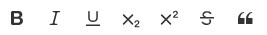 B I U X₂ X² S ❝